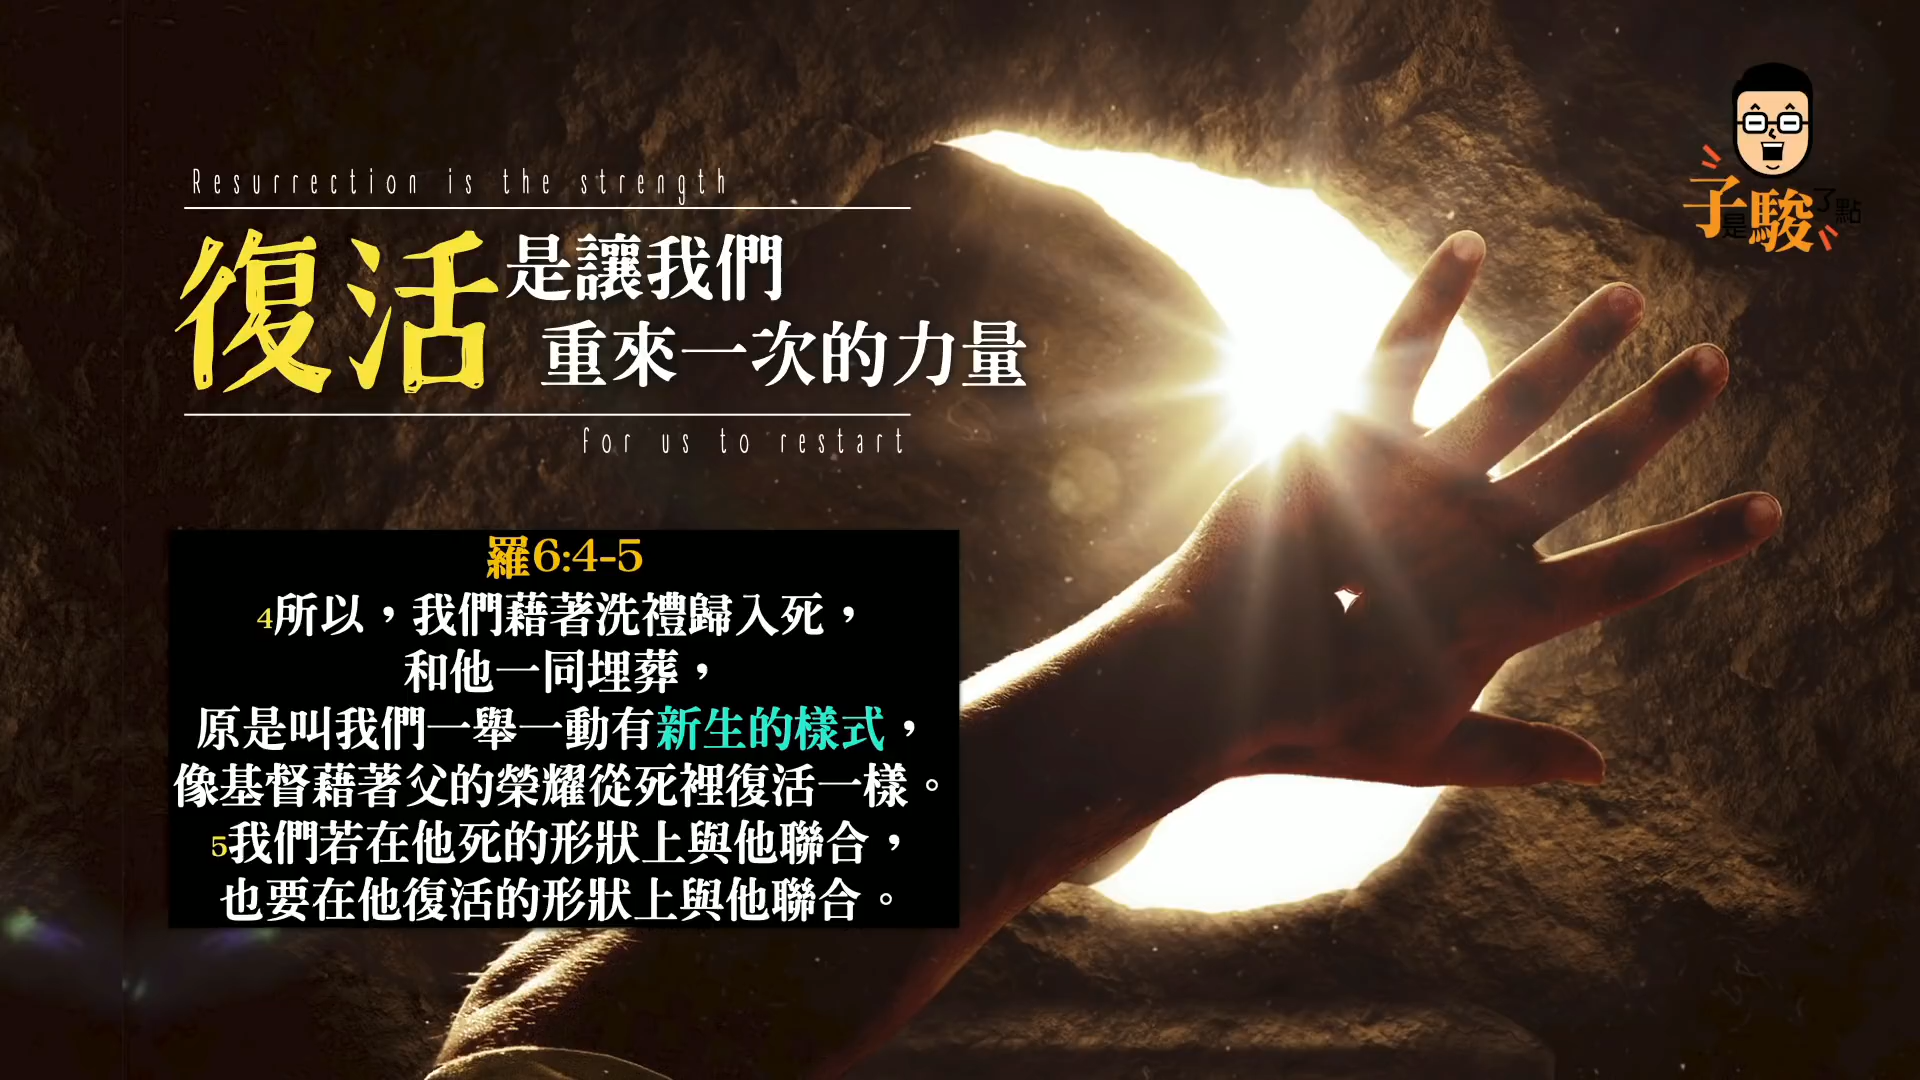 Resurrection is the strength
復活是讓我們
重來一次的力量
for us to restart
子是駿了點
羅6:4-5
4所以，我們藉著洗禮歸入死，
和他一同埋葬，
原是叫我們一舉一動有新生的樣式，
像基督藉著父的榮耀從死裡復活一樣。
5我們若在他死的形狀上與他聯合，
也要在他復活的形狀上與他聯合。